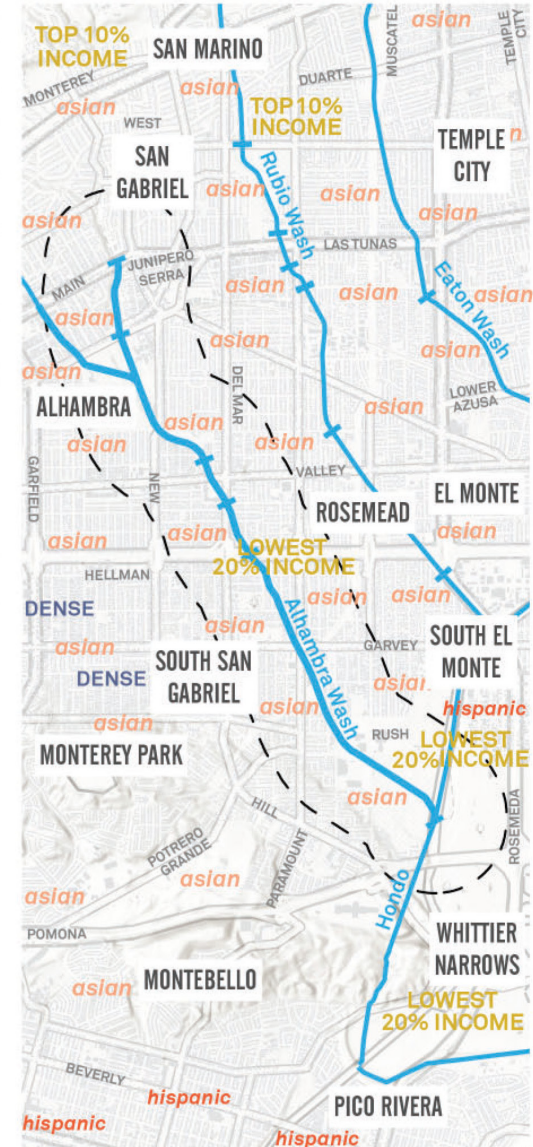 asian
TOP 10%
INCOME
SAN MARINO
MUSCATEL
TEMPLE
CITY
DUARTE
MONTEREY
asian
asian
TOP 10%
INCOME
WEST
TEMPLE
CITY
SAN
GABRIEL
Rubio Wash
asian
asian
asian
asian
LAS TUNAS
JUNIPERO
SERRA
MAIN
Eaton Wash
asian
asian
asian
asian
asian
asian
asian
DEL MAR
LOWER
AZUSA
ALHAMBRA
asian
asian
asian
asian
GARFIELD
NEW
VALLEY
EL MONTE
ROSEMEAD
asian
asian
asian
LOWEST
20% INCOME
HELLMAN
asian
asian
DENSE
Alhambra Wash
asian
asian
GARVEY
SOUTH EL
MONTE
SOUTH SAN
GABRIEL
DENSE
asian
asian
hispanic
asian
RUSH
LOWEST
20%INCOME
MONTEREY PARK
asian
HILL
ROSEMEDA
POTRERO
GRANDE
PARAMOUNT
asian
asian
Hondo
POMONA
WHITTIER
NARROWS
MONTEBELLO
asian
LOWEST
20% INCOME
BEVERLY
hispanic
PICO RIVERA
hispanic
hispanic